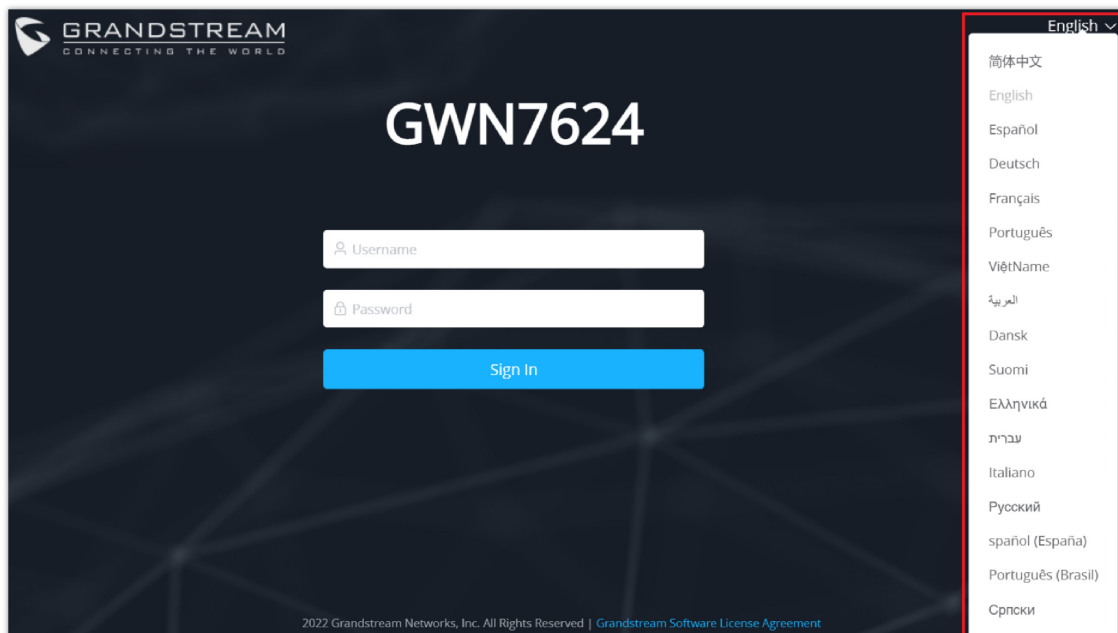 GRANDSTREAM
CONNECTING THE WORLD
English
GWN7624
Username
Password
Sign In
简体中文
English
Español
Deutsch
Français
Português
ViệtName
العربية
Dansk
Suomi
Ελληνικά
עברית
Italiano
Русский
spañol (España)
Português (Brasil)
Српски
2022 Grandstream Networks, Inc. All Rights Reserved | Grandstream Software License Agreement